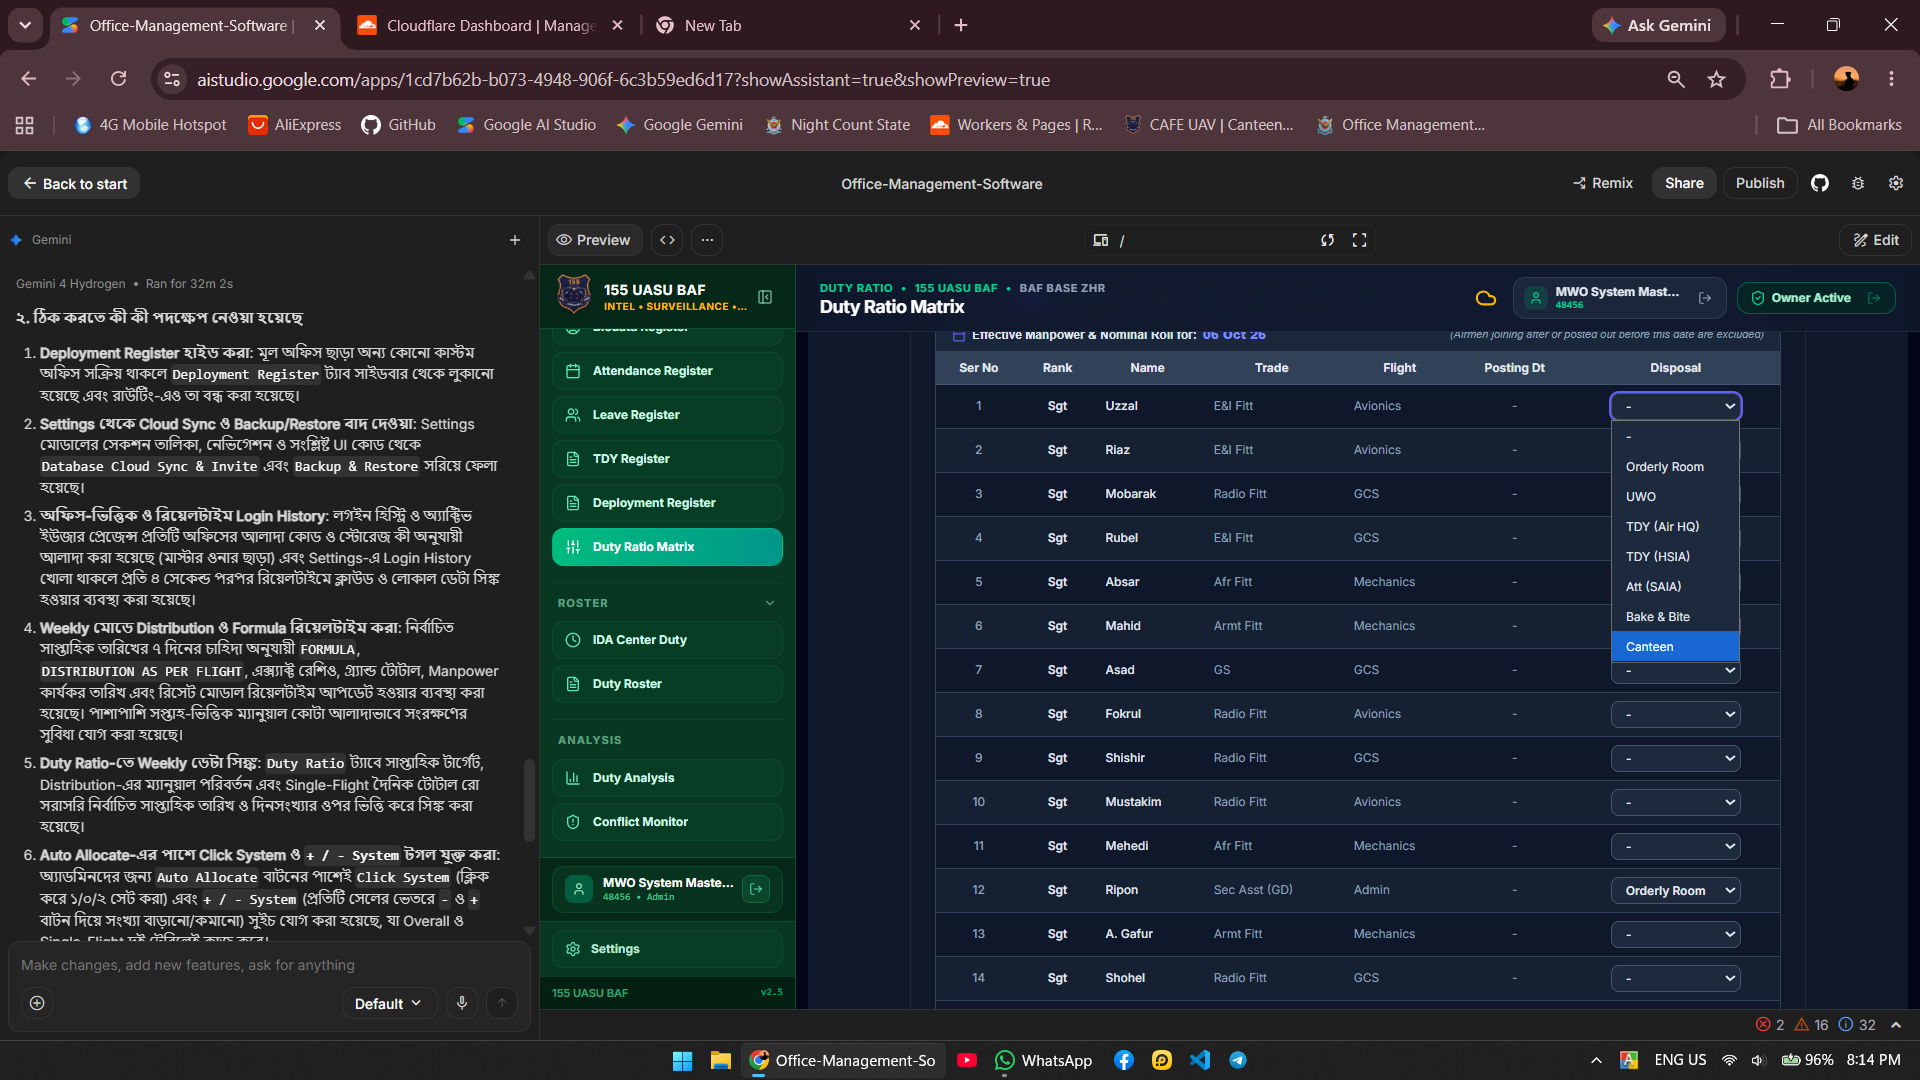 Office-Management-Software |
Cloudflare Dashboard | Manage
New Tab
Ask Gemini
aistudio.google.com/apps/1cd7b62b-b073-4948-906f-6c3b59ed6d17?showAssistant=true&showPreview=true
4G Mobile Hotspot
AliExpress
GitHub
Google AI Studio
Google Gemini
Night Count State
Workers & Pages | R...
CAFE UAV | Canteen...
Office Management...
All Bookmarks
Back to start
Office-Management-Software
Remix
Share
Publish
Gemini
Gemini 4 Hydrogen • Ran for 32m 2s
২. ঠিক করতে কী কী পদক্ষেপ নেওয়া হয়েছে
1. Deployment Register হাইড করা: মূল অফিস ছাড়া অন্য কোনো কাস্টম
অফিস সক্রিয় থাকলে Deployment Register ট্যাব সাইডবার থেকে লুকানো
হয়েছে এবং রাউটিং-এও তা বন্ধ করা হয়েছে।
2. Settings থেকে Cloud Sync ও Backup/Restore বাদ দেওয়া: Settings
মোডালের সেকশন তালিকা, নেভিগেশন ও সংশ্লিষ্ট UI কোড থেকে
Database Cloud Sync & Invite এবং Backup & Restore সরিয়ে ফেলা
হয়েছে।
3. অফিস-ভিত্তিক ও রিয়েলটাইম Login History: লগইন হিস্ট্রি ও অ্যাক্টিভ
ইউজার প্রেজেন্স প্রতিটি অফিসের আলাদা কোড ও স্টোরেজ কী অনুযায়ী
আলাদা করা হয়েছে (মাস্টার ওনার ছাড়া) এবং Settings-এ Login History
খোলা থাকলে প্রতি ৪ সেকেন্ড পরপর রিয়েলটাইমে ক্লাউড ও লোকাল ডেটা সিঙ্ক
হওয়ার ব্যবস্থা করা হয়েছে।
4. Weekly মোডে Distribution ও Formula রিয়েলটাইম করা: নির্বাচিত
সাপ্তাহিক তারিখের ৭ দিনের চাহিদা অনুযায়ী FORMULA,
DISTRIBUTION AS PER FLIGHT, এক্স্যাক্ট রেশিও, গ্র্যান্ড টোটাল, Manpower
কার্যকর তারিখ এবং রিসেট মোডাল রিয়েলটাইম আপডেট হওয়ার ব্যবস্থা করা
হয়েছে। পাশাপাশি সপ্তাহ-ভিত্তিক ম্যানুয়াল কোটা আলাদাভাবে সংরক্ষণের
সুবিধা যোগ করা হয়েছে।
5. Duty Ratio-তে Weekly ডেটা সিঙ্ক: Duty Ratio ট্যাবে সাপ্তাহিক টার্গেট,
Distribution-এর ম্যানুয়াল পরিবর্তন এবং Single-Flight দৈনিক টোটাল রো
সরাসরি নির্বাচিত সাপ্তাহিক তারিখ ও দিনসংখ্যার ওপর ভিত্তি করে সিঙ্ক করা
হয়েছে।
6. Auto Allocate-এর পাশে Click System ও + / - System টগল যুক্ত করা:
অ্যাডমিনদের জন্য Auto Allocate বাটনের পাশেই Click System (ক্লিক
করে ১/০/২ সেট করা) এবং + / - System (প্রতিটি সেলের ভেতরে - ও +
বাটন দিয়ে সংখ্যা বাড়ানো/কমানো) সুইচ যোগ করা হয়েছে, যা Overall ও
Make changes, add new features, ask for anything
Default
Preview
/
Edit
155 UASU BAF
INTEL • SURVEILLANCE •...
Biodata Register
Attendance Register
Leave Register
TDY Register
Deployment Register
Duty Ratio Matrix
ROSTER
IDA Center Duty
Duty Roster
ANALYSIS
Duty Analysis
Conflict Monitor
MWO System Maste...
48456 • Admin
Settings
155 UASU BAF
v2.5
DUTY RATIO • 155 UASU BAF • BAF BASE ZHR
Duty Ratio Matrix
MWO System Mast...
48456
Owner Active
Effective Manpower & Nominal Roll for: 06 Oct 26
(Airmen joining after or posted out before this date are excluded)
Ser No Rank Name Trade Flight Posting Dt Disposal
1 Sgt Uzzal E&I Fitt Avionics - -
2 Sgt Riaz E&I Fitt Avionics -
3 Sgt Mobarak Radio Fitt GCS -
4 Sgt Rubel E&I Fitt GCS -
5 Sgt Absar Afr Fitt Mechanics -
6 Sgt Mahid Armt Fitt Mechanics -
7 Sgt Asad GS GCS - -
8 Sgt Fokrul Radio Fitt Avionics - -
9 Sgt Shishir Radio Fitt GCS - -
10 Sgt Mustakim Radio Fitt Avionics - -
11 Sgt Mehedi Afr Fitt Mechanics - -
12 Sgt Ripon Sec Asst (GD) Admin - Orderly Room
13 Sgt A. Gafur Armt Fitt Mechanics - -
14 Sgt Shohel Radio Fitt GCS - -
-
Orderly Room
UWO
TDY (Air HQ)
TDY (HSIA)
Att (SAIA)
Bake & Bite
Canteen
2 16 32
Office-Management-So
WhatsApp
ENG US
96%
8:14 PM